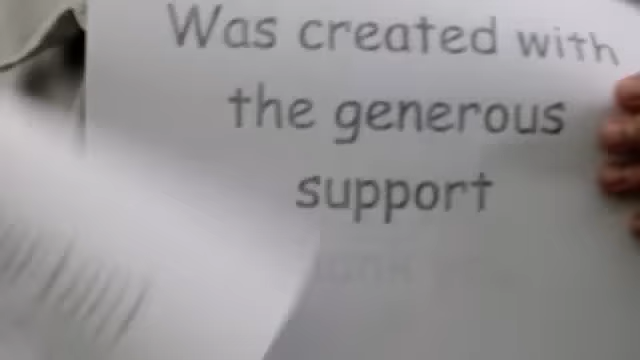 Was created with
the generous
support